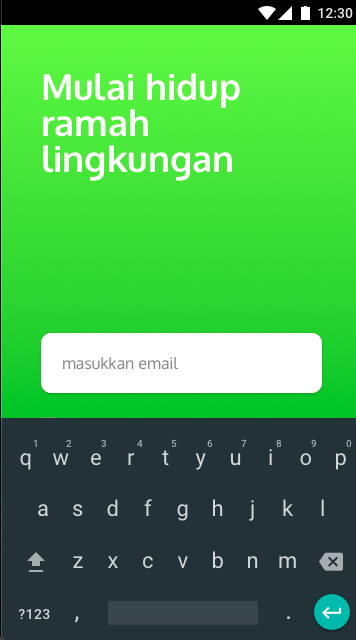 12:30
Mulai hidup
ramah
lingkungan
masukkan email
1 2 3 4 5 6 7 8 9 0
q w e r t y u i o p
a s d f g h j k l
z x c v b n m
?123 , .